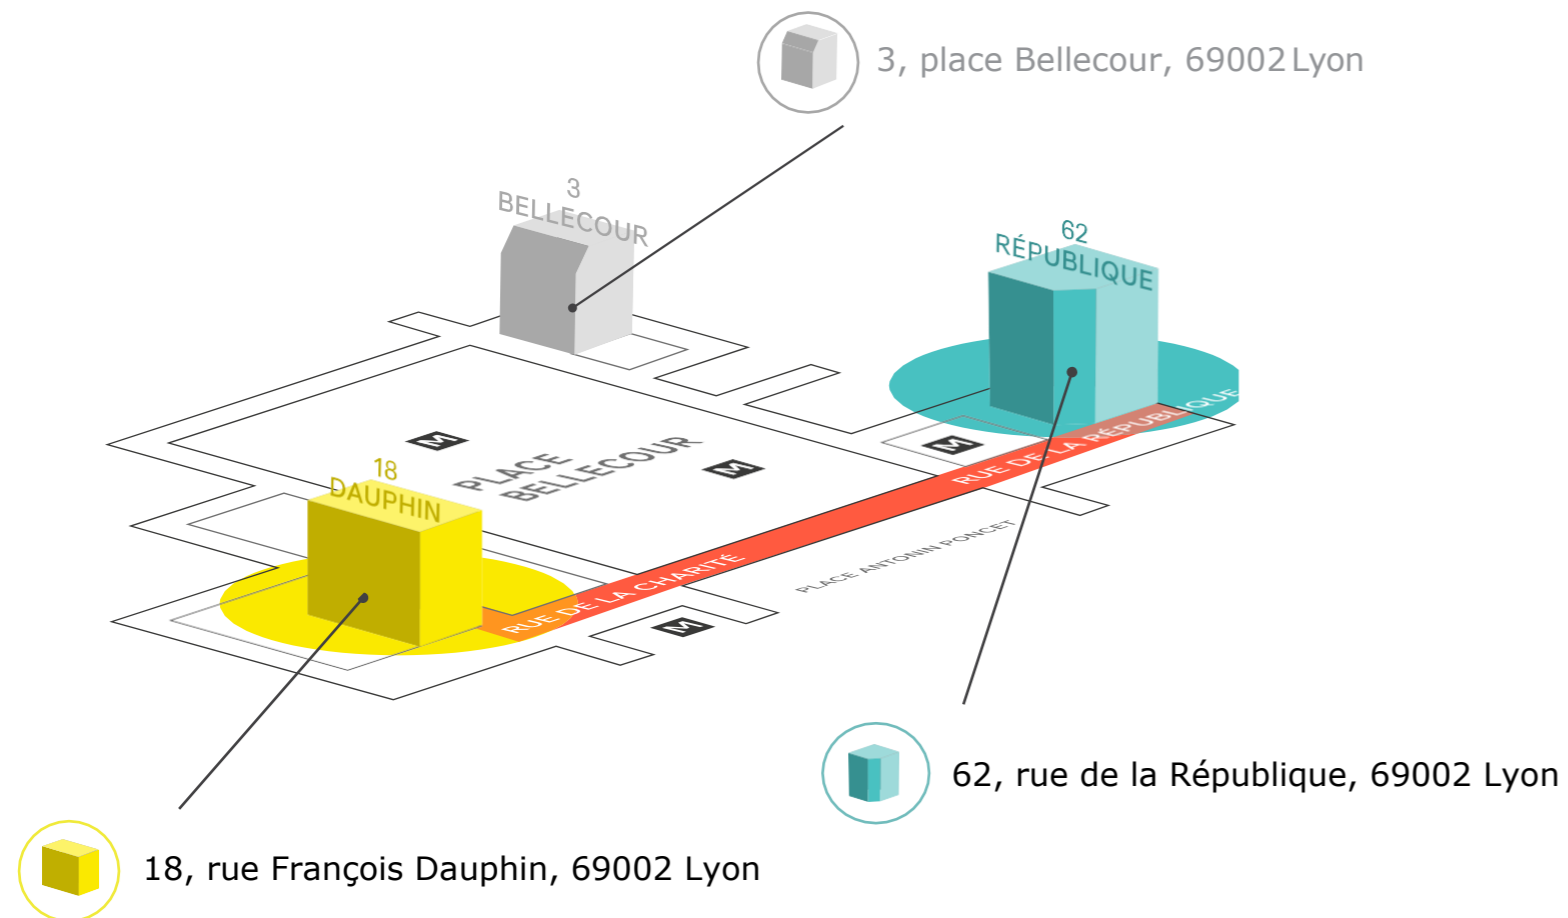 3, place Bellecour, 69002 Lyon
3
BELLECOUR
62
RÉPUBLIQUE
RUE DE LA RÉPUBLIQUE
M
M
M
PLACE
BELLECOUR
18
DAUPHIN
PLACE ANTONIN PONCET
RUE DE LA CHARITÉ
M
62, rue de la République, 69002 Lyon
18, rue François Dauphin, 69002 Lyon